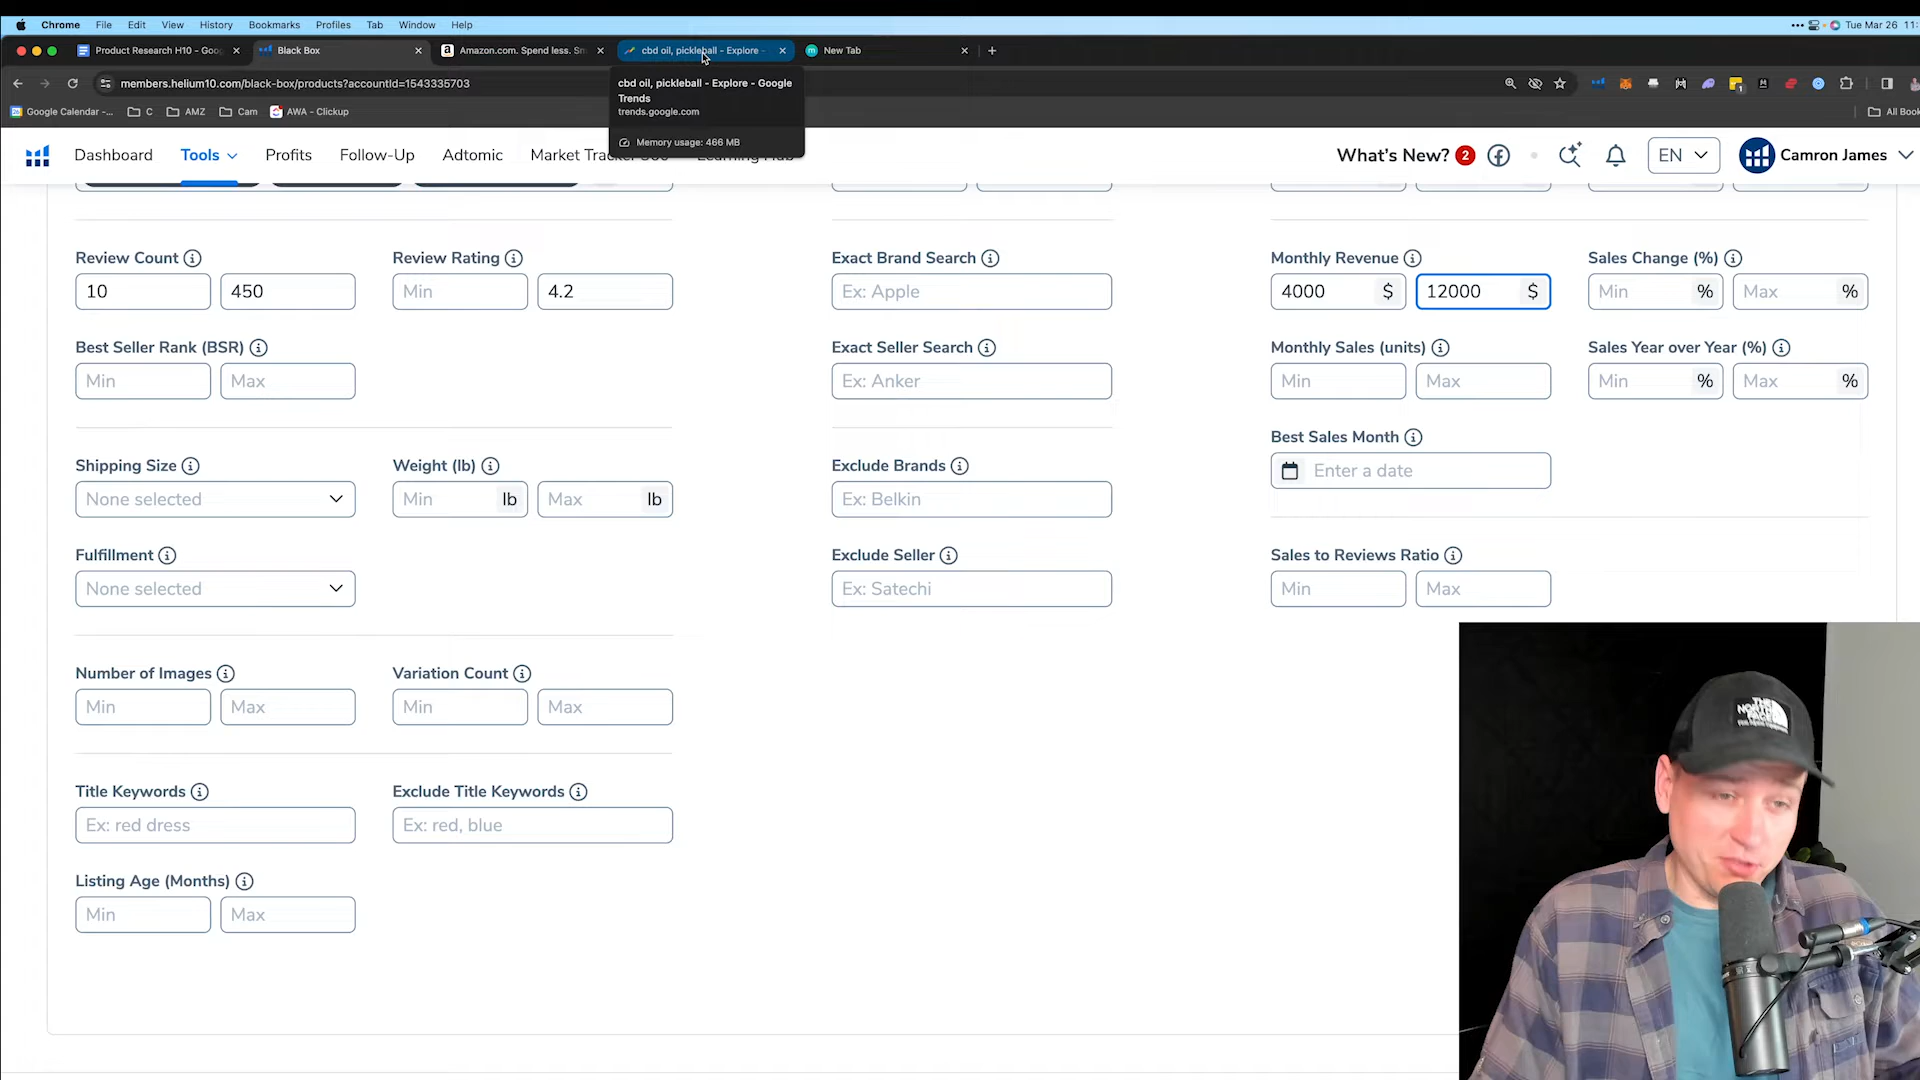 Chrome File Edit View History Bookmarks Profiles Tab Window Help
Tue Mar 26 11:
Product Research H10 - Goo
Black Box
Amazon.com. Spend less. Sm
cbd oil, pickleball - Explore -
New Tab
members.helium10.com/black-box/products?accountId=1543335703
cbd oil, pickleball - Explore - Google
Trends
trends.google.com
Memory usage: 466 MB
Google Calendar -... C AMZ Cam AWA - Clickup
All Book
Dashboard Tools Profits Follow-Up Adtomic Market Tracker 360 Learning Hub
What's New? 2 EN Camron James
Review Count Review Rating Exact Brand Search Monthly Revenue Sales Change (%)
10 450 Min 4.2 Ex: Apple 4000 $ 12000 $ Min % Max %
Best Seller Rank (BSR) Exact Seller Search Monthly Sales (units) Sales Year over Year (%)
Min Max Ex: Anker Min Max Min % Max %
Best Sales Month
Enter a date
Shipping Size Weight (lb) Exclude Brands
None selected Min lb Max lb Ex: Belkin
Fulfillment Exclude Seller Sales to Reviews Ratio
None selected Ex: Satechi Min Max
Number of Images Variation Count
Min Max Min Max
Title Keywords Exclude Title Keywords
Ex: red dress Ex: red, blue
Listing Age (Months)
Min Max
THE
NORTH
FACE